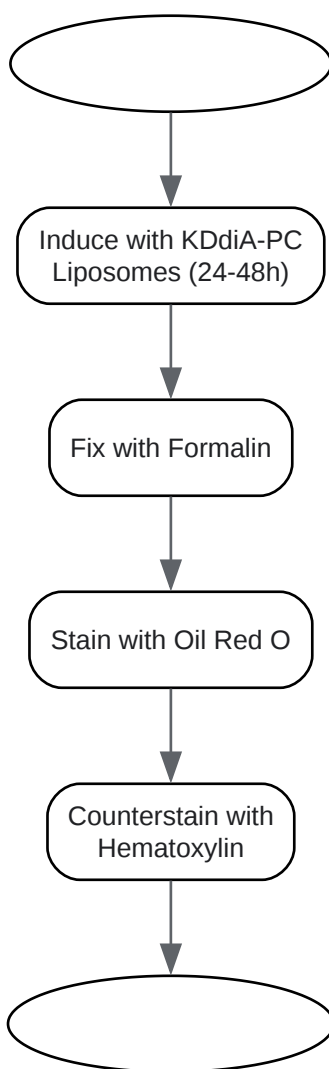 Induce with KDdiA-PC
Liposomes (24-48h)
Fix with Formalin
Stain with Oil Red O
Counterstain with
Hematoxylin